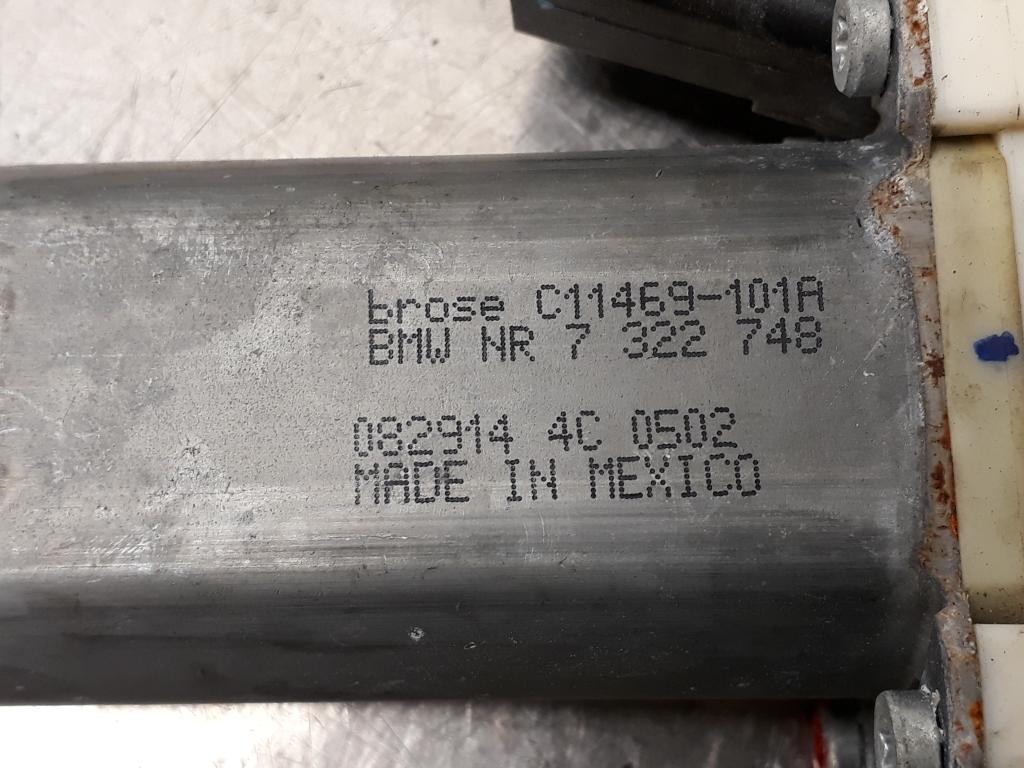 brose C11469-101A
BMW NR 7 322 748
082914 4C 0502
MADE IN MEXICO